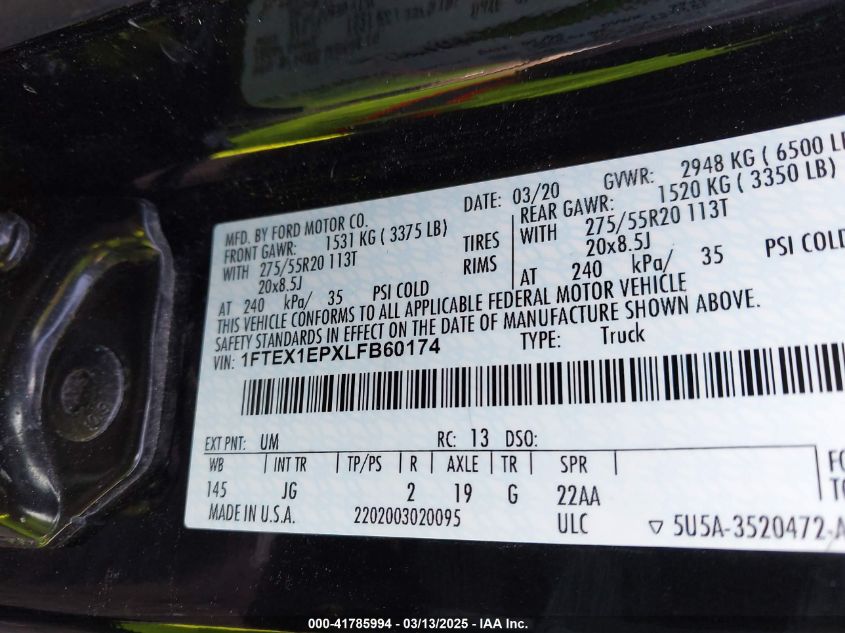 DATE: 03/20 GVWR: 2948 KG ( 6500 L
MFD. BY FORD MOTOR CO.
FRONT GAWR: 1531 KG ( 3375 LB) REAR GAWR: 1520 KG ( 3350 LB)
WITH 275/55R20 113T TIRES WITH 275/55R20 113T
20x8.5J RIMS 20x8.5J
AT 240 kPa/ 35 PSI COLD AT 240 kPa/ 35 PSI COLD
THIS VEHICLE CONFORMS TO ALL APPLICABLE FEDERAL MOTOR VEHICLE
SAFETY STANDARDS IN EFFECT ON THE DATE OF MANUFACTURE SHOWN ABOVE.
VIN: 1FTEX1EPXLFB60174 TYPE: Truck
EXT PNT: UM RC: 13 DSO:
WB INT TR TP/PS R AXLE TR SPR
145 JG 2 19 G 22AA
MADE IN U.S.A. 2202003020095 ULC ▽ 5U5A-3520472-A
000-41785994 - 03/13/2025 - IAA Inc.